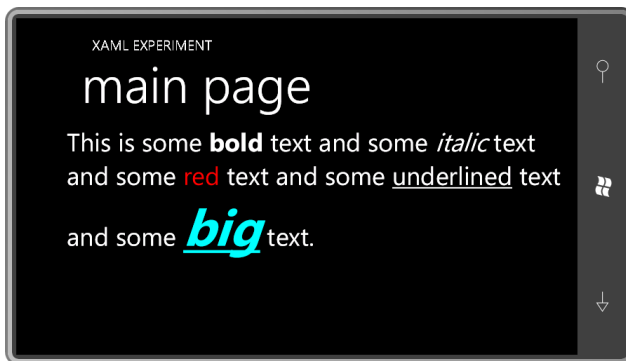 XAML EXPERIMENT
main page
This is some bold text and some italic text
and some red text and some underlined text
and some big text.